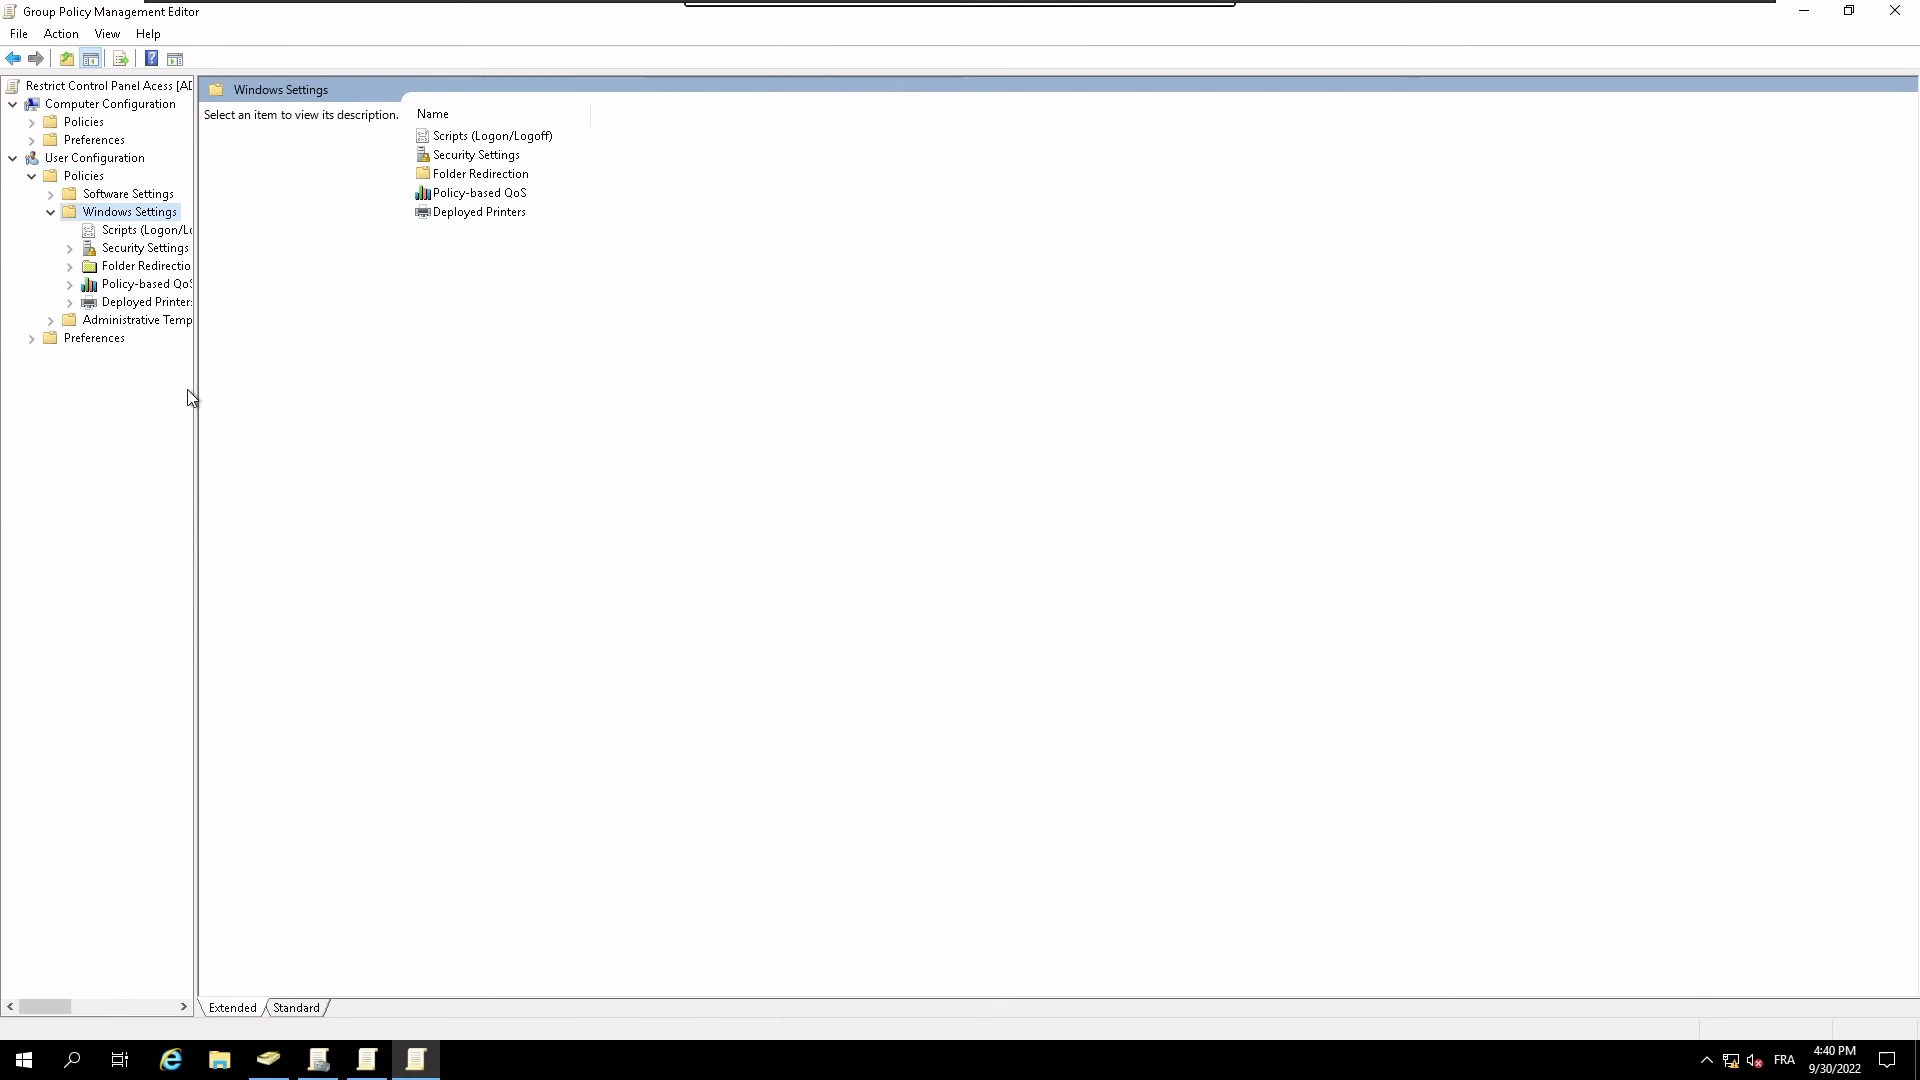 Group Policy Management Editor
File Action View Help
Restrict Control Panel Acess [AD
Computer Configuration
Policies
Preferences
User Configuration
Policies
Software Settings
Windows Settings
Scripts (Logon/Lo
Security Settings
Folder Redirectio
Policy-based QoS
Deployed Printer
Administrative Temp
Preferences
Windows Settings
Select an item to view its description.
Name
Scripts (Logon/Logoff)
Security Settings
Folder Redirection
Policy-based QoS
Deployed Printers
Extended Standard
FRA
4:40 PM
9/30/2022